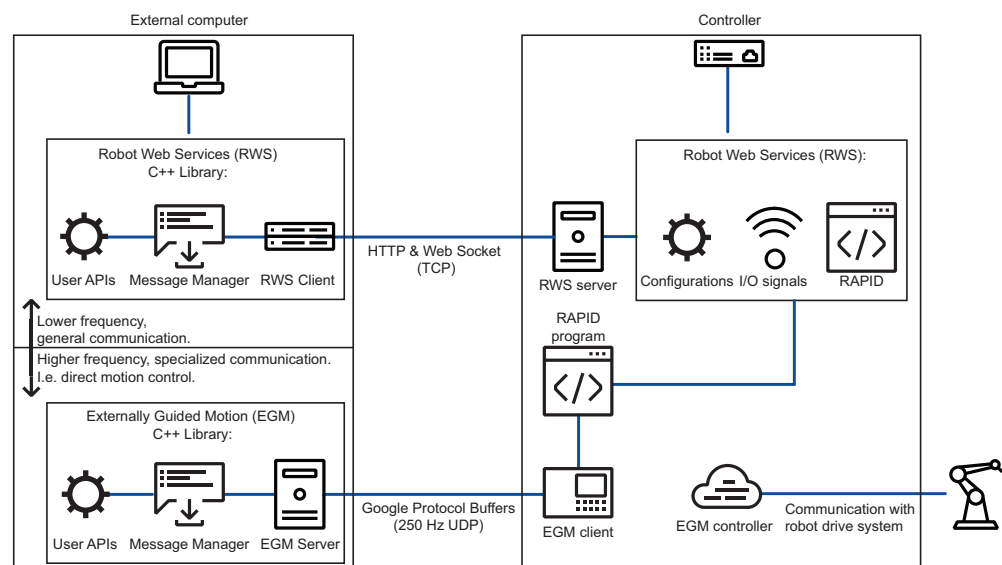 External computer
Controller
Robot Web Services (RWS)
C++ Library:
User APIs
Message Manager
RWS Client
HTTP & Web Socket
(TCP)
RWS server
Robot Web Services (RWS):
Configurations
I/O signals
RAPID
Lower frequency,
general communication.
Higher frequency, specialized communication.
I.e. direct motion control.
RAPID
program
Externally Guided Motion (EGM)
C++ Library:
User APIs
Message Manager
EGM Server
Google Protocol Buffers
(250 Hz UDP)
EGM client
EGM controller
Communication with
robot drive system